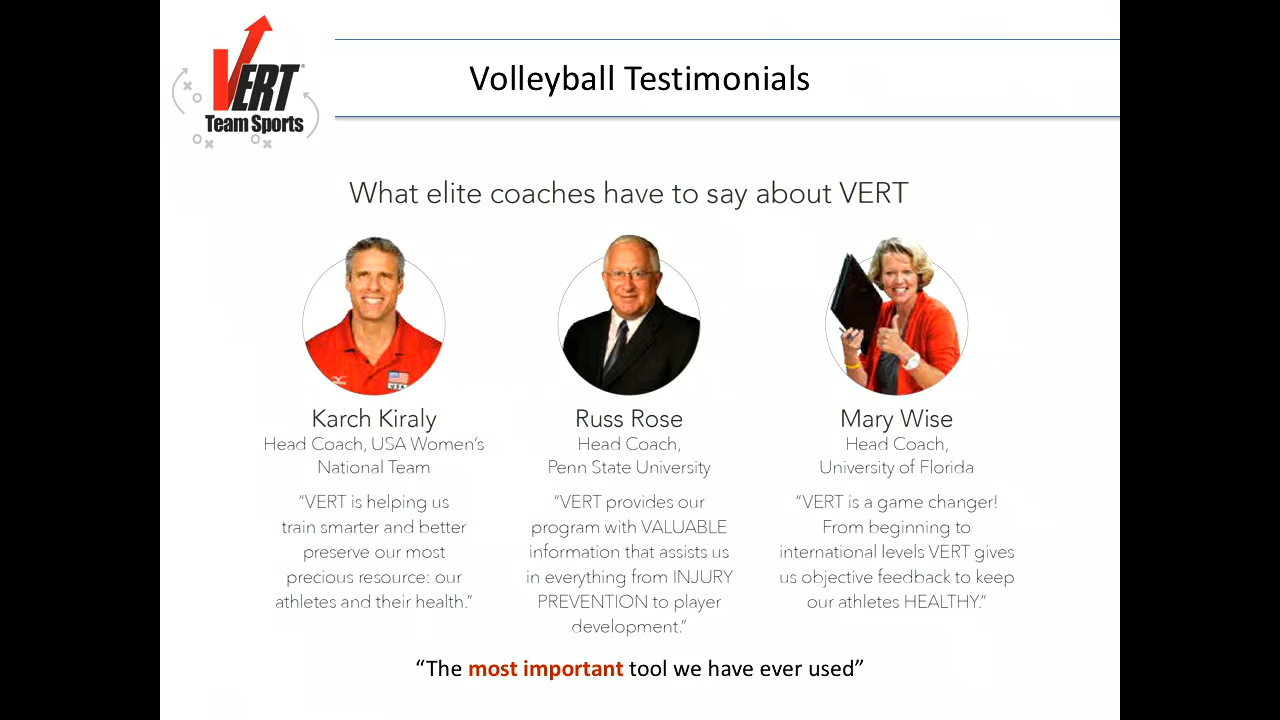 VERT
Team Sports
Volleyball Testimonials
What elite coaches have to say about VERT
Karch Kiraly
Head Coach, USA Women's
National Team
"VERT is helping us
train smarter and better
preserve our most
precious resource: our
athletes and their health."
Russ Rose
Head Coach,
Penn State University
"VERT provides our
program with VALUABLE
information that assists us
in everything from INJURY
PREVENTION to player
development."
Mary Wise
Head Coach,
University of Florida
"VERT is a game changer!
From beginning to
international levels VERT gives
us objective feedback to keep
our athletes HEALTHY."
“The most important tool we have ever used”